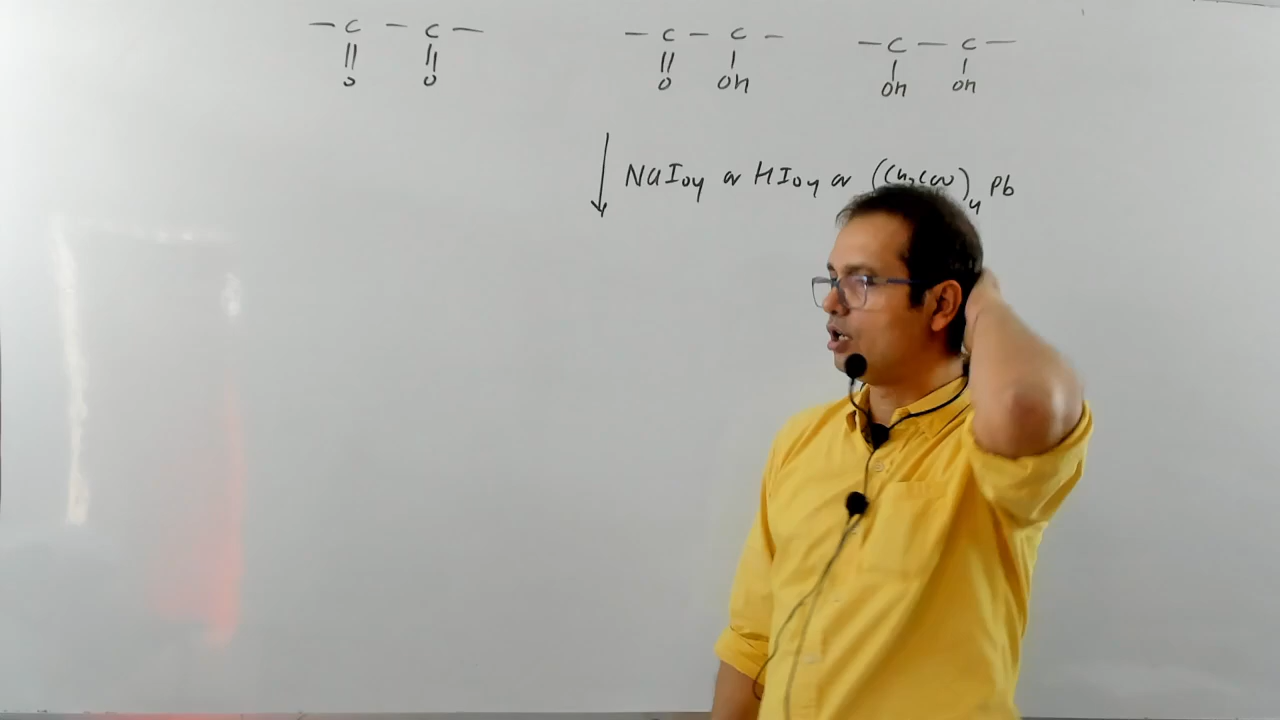 — C — C — — C — C — — C — C —
|| || || | | |
O O O OH OH OH
↓ NaIO4 or HIO4 or (CH3COO)4 Pb